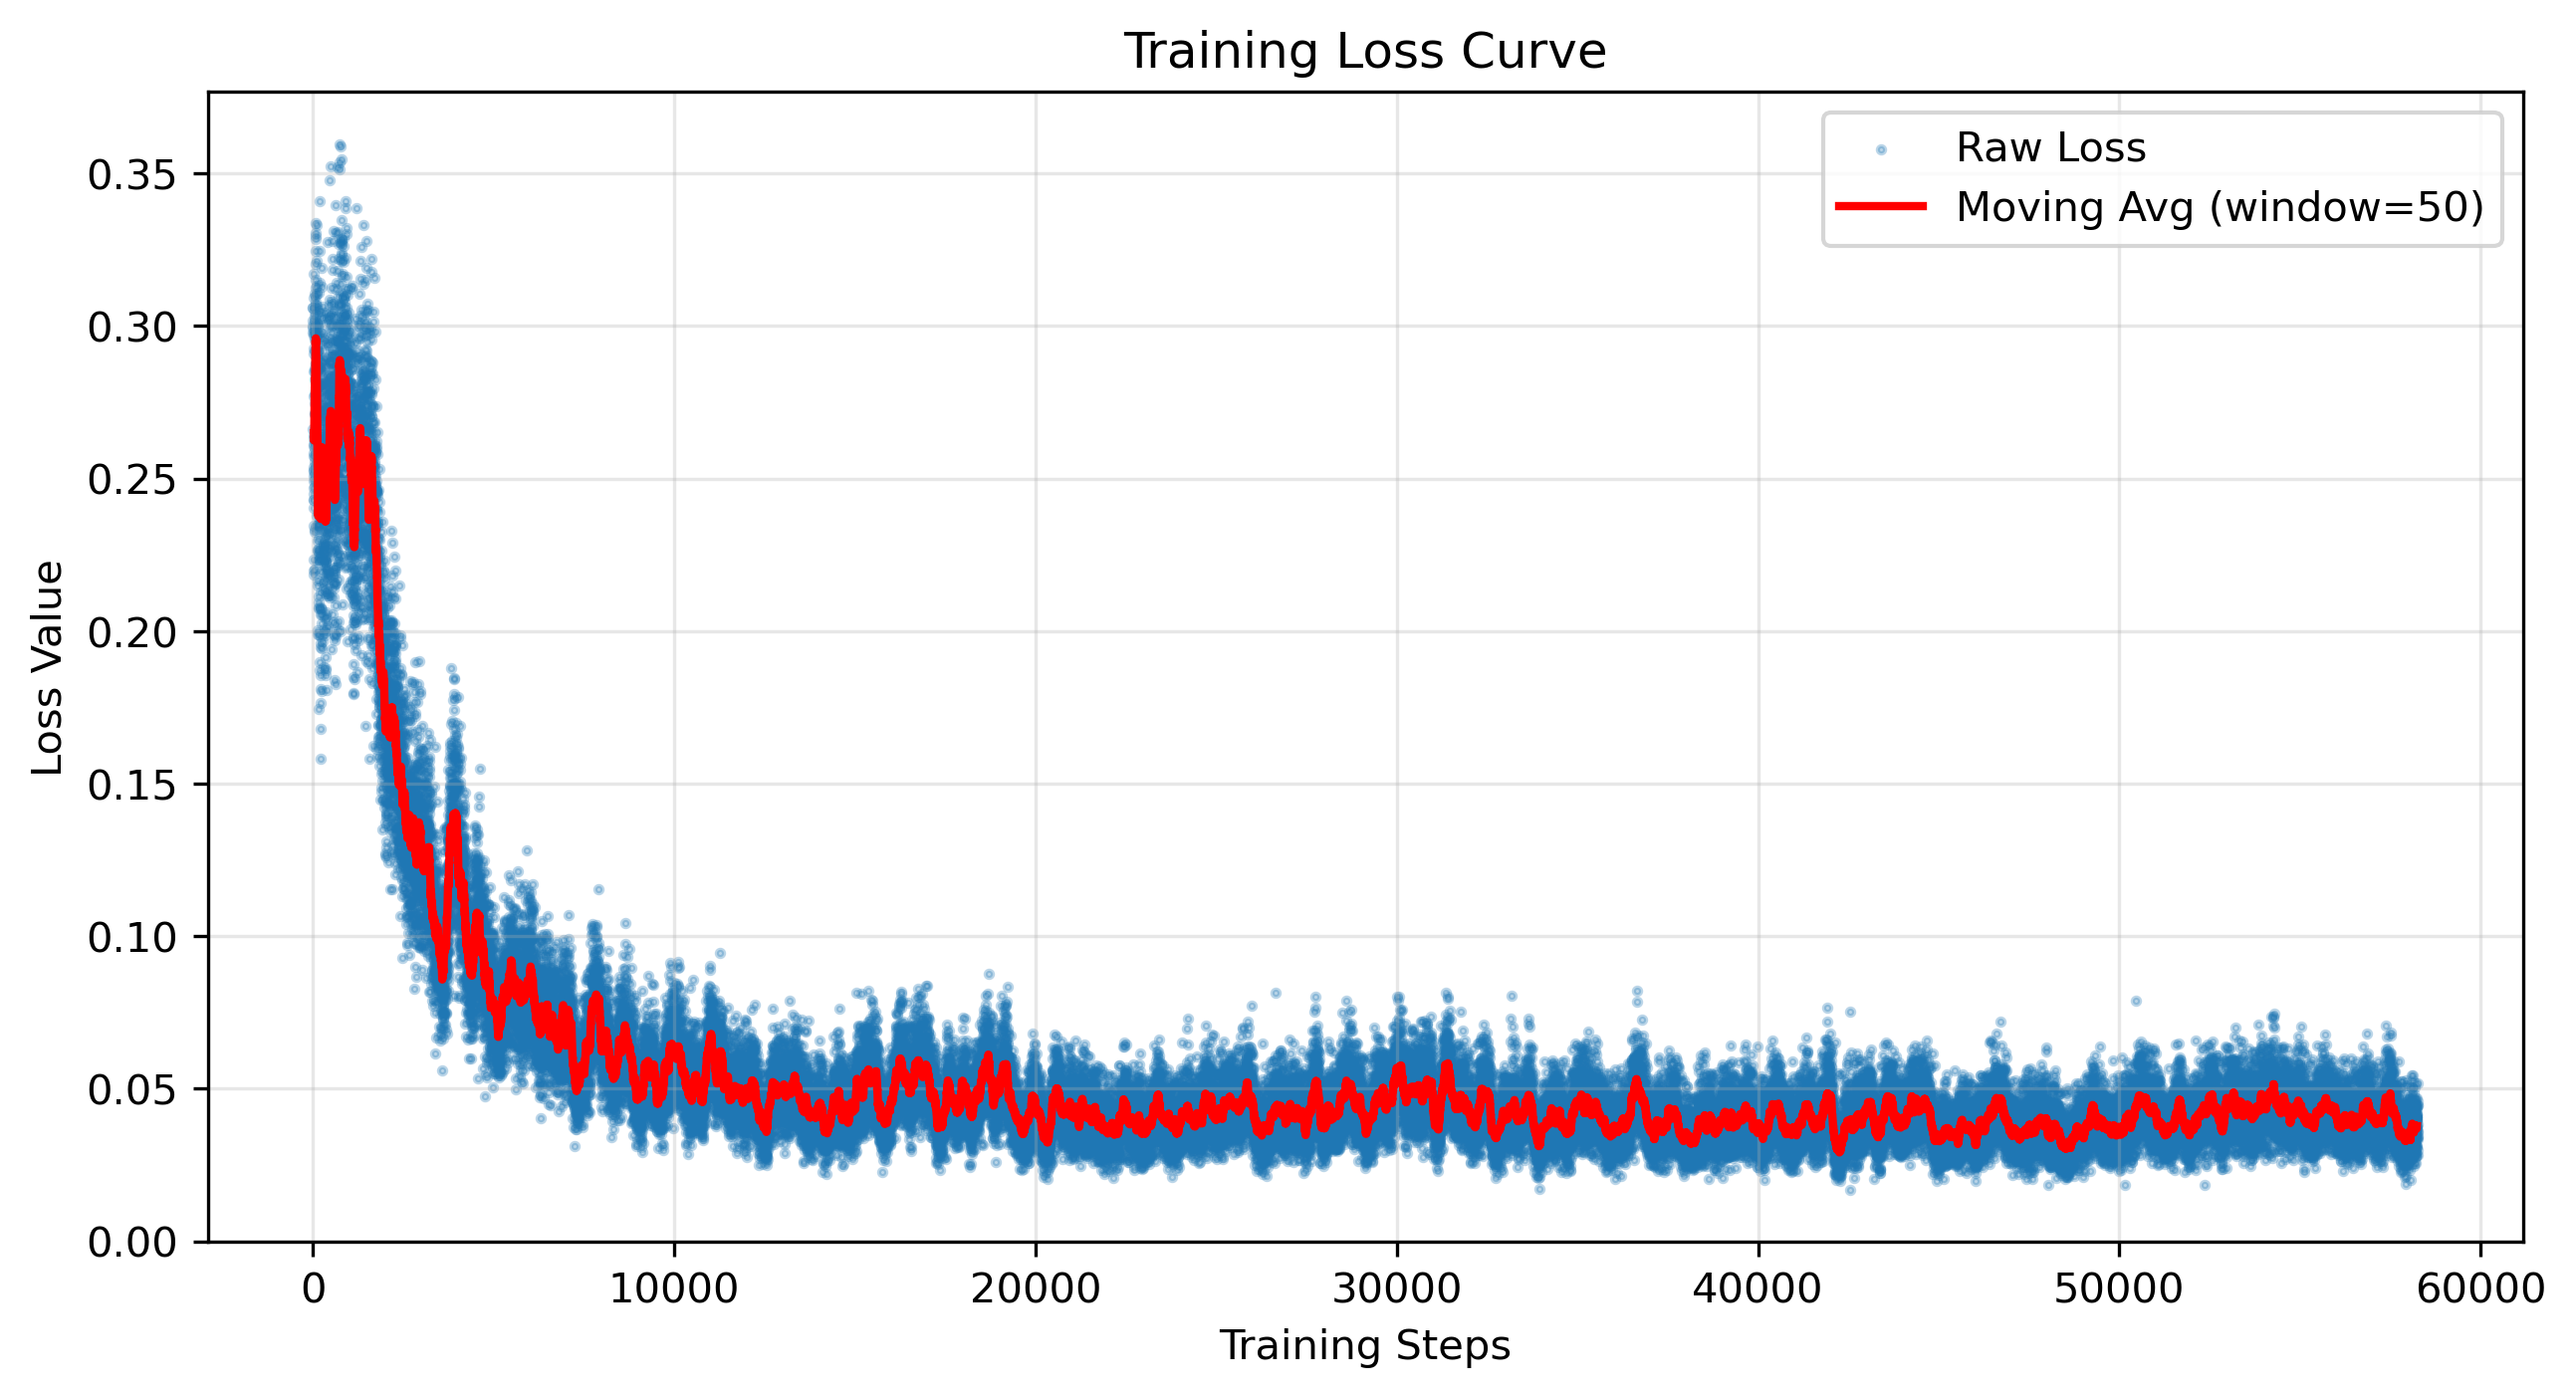 Training Loss Curve
Raw Loss
Moving Avg (window=50)
Loss Value
0.35
0.30
0.25
0.20
0.15
0.10
0.05
0.00
0 10000 20000 30000 40000 50000 60000
Training Steps